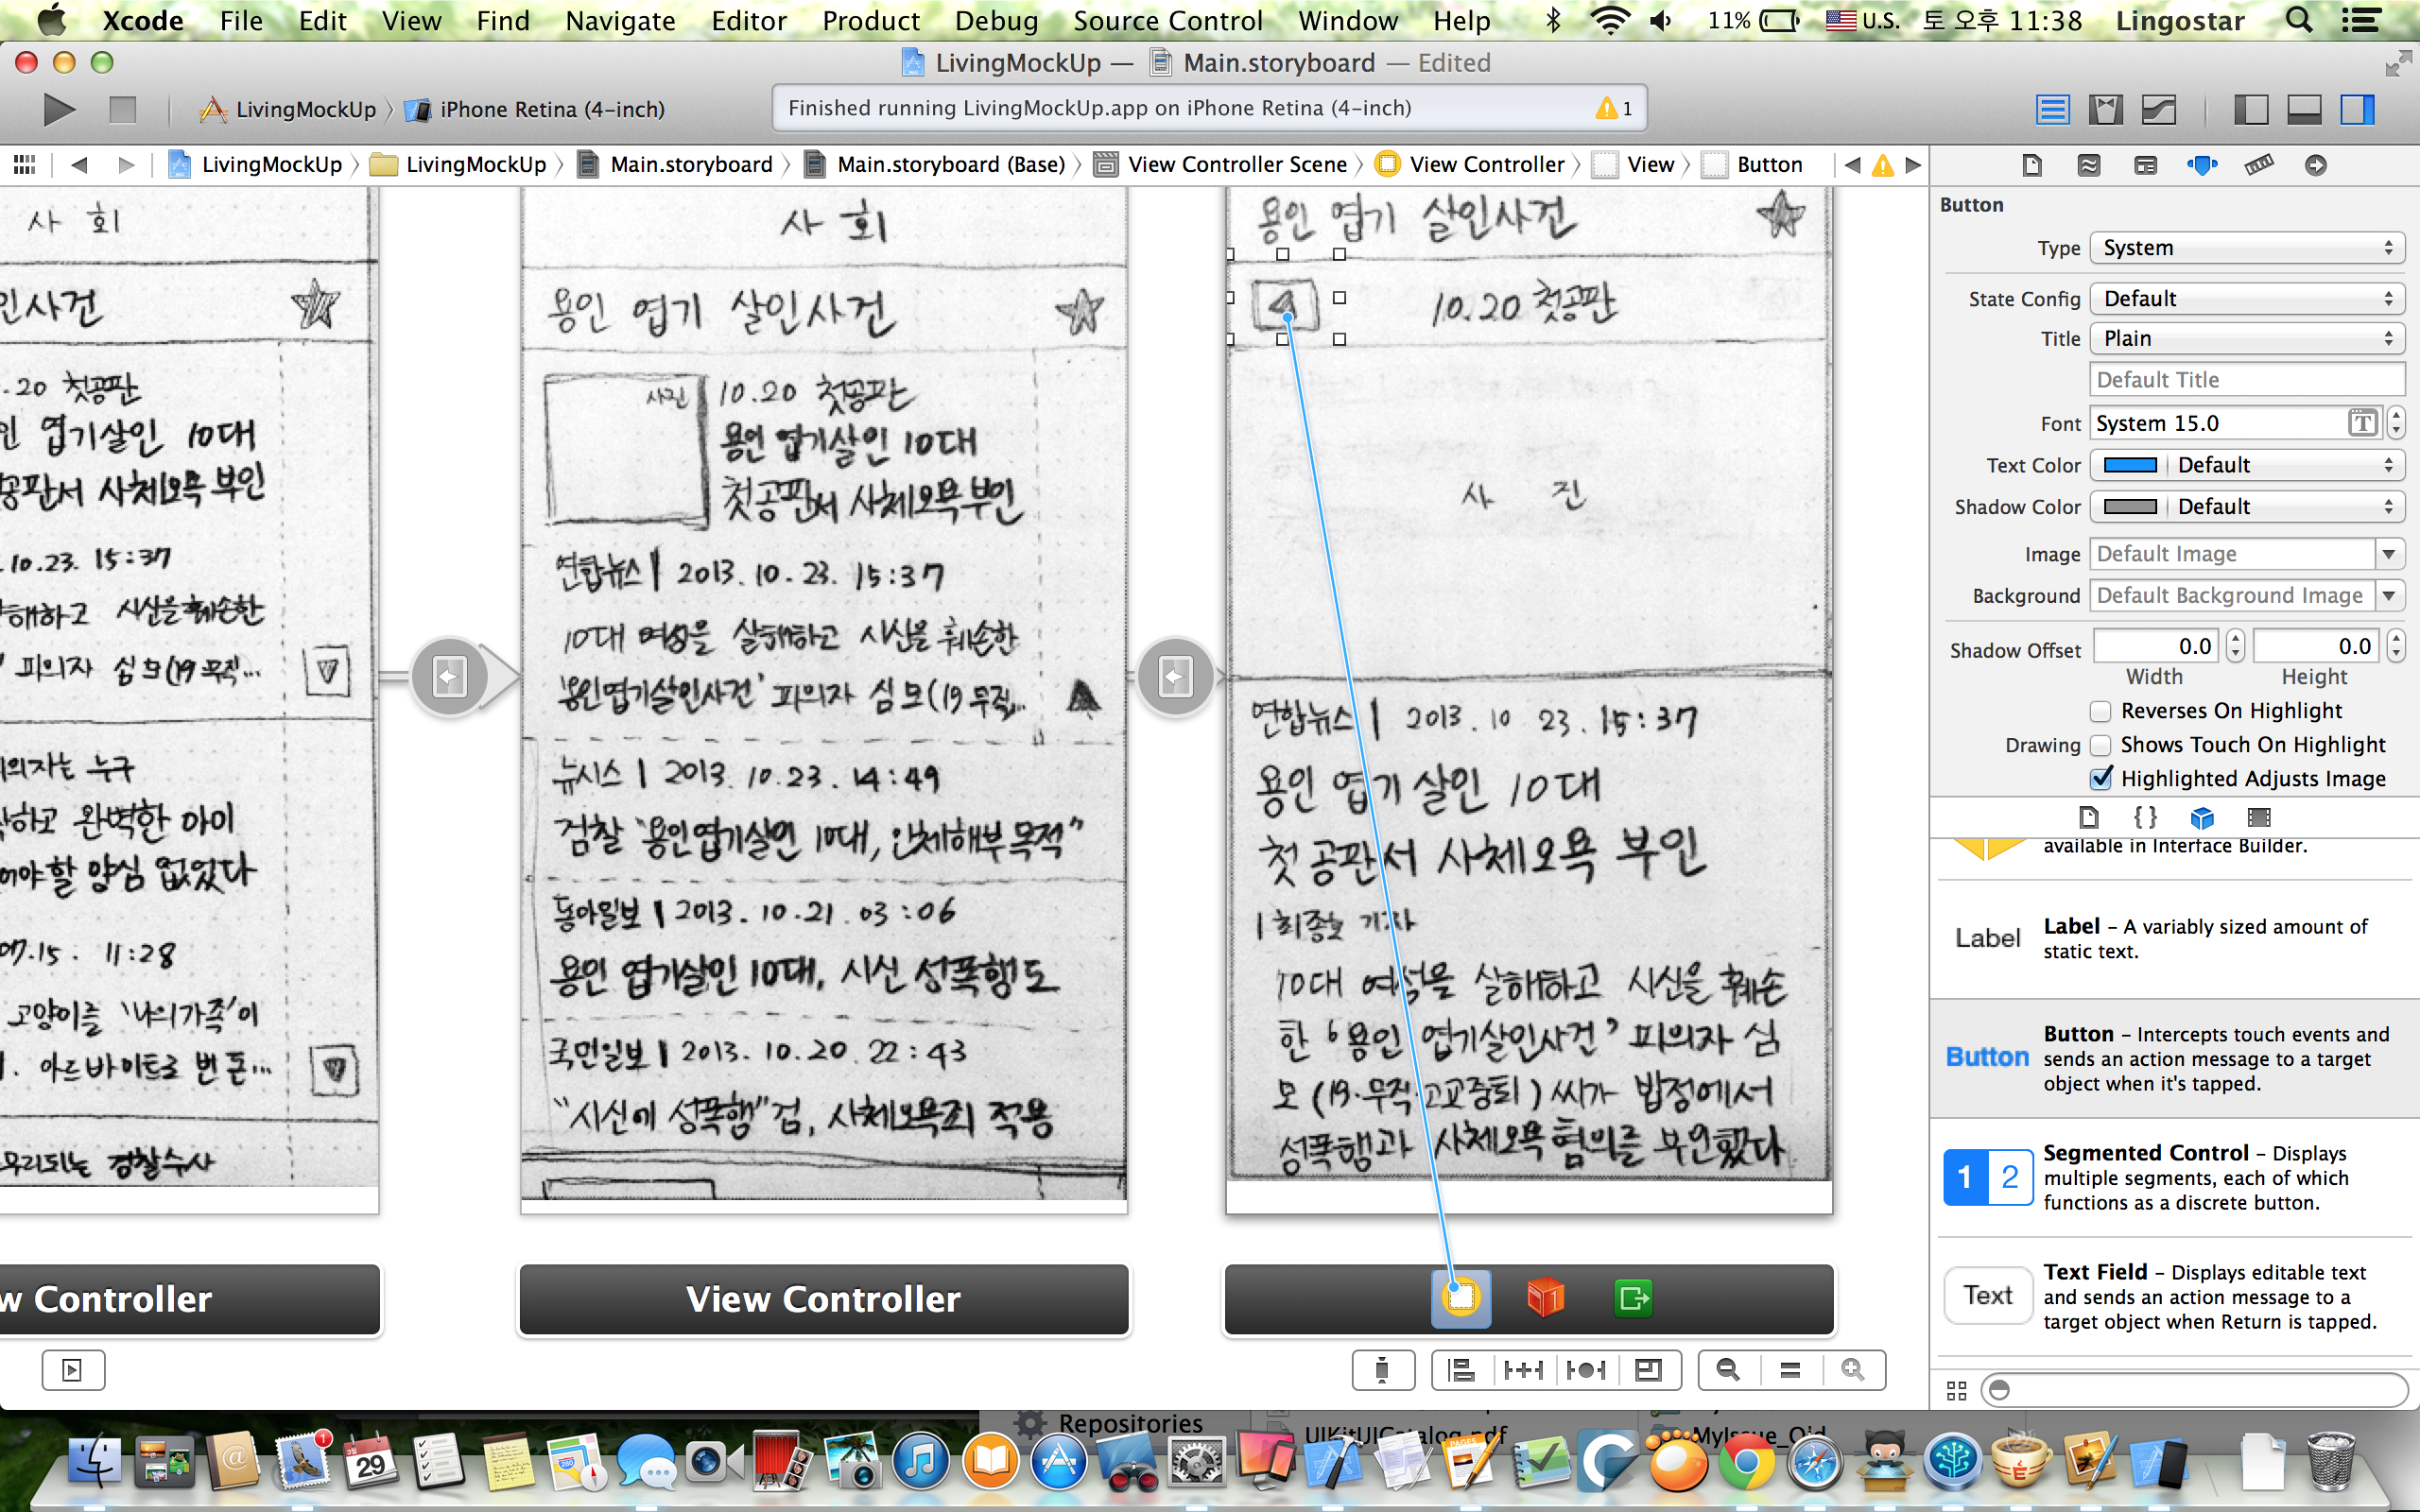 Xcode File Edit View Find Navigate Editor Product Debug Source Control Window Help 11% U.S. 토 오후 11:38 Lingostar
LivingMockUp — Main.storyboard — Edited
LivingMockUp iPhone Retina (4-inch)
Finished running LivingMockUp.app on iPhone Retina (4-inch) 1
LivingMockUp LivingMockUp Main.storyboard Main.storyboard (Base) View Controller Scene View Controller View Button
사 회
인사건
.20 첫공판
인 엽기살인 10대
공판서 사체오욕 부인
.10.23. 15:37
해하고 시신을 훼손한
' 피의자 심모(19·무직...
의자는 누구
하고 완벽한 아이
어야할 양심 없었다
07.15. 11:28
고양이를 '나의가족'이
. 아르바이트로 번 돈...
무리되는 경찰수사
w Controller
사 회
용인 엽기 살인사건
사진
10.20 첫공판
용인 엽기살인 10대
첫공판서 사체오욕부인
연합뉴스 | 2013.10.23. 15:37
10대 여성을 살해하고 시신을 훼손한
'용인엽기살인사건' 피의자 심모(19·무직...
뉴시스 | 2013.10.23. 14:49
검찰 "용인엽기살인 10대, 인체해부 목적"
동아일보 | 2013.10.21.03:06
용인 엽기살인 10대, 시신 성폭행도
국민일보 | 2013.10.20.22:43
"시신에 성폭행" 검, 사체오욕죄 적용
View Controller
용인 엽기 살인사건
10.20 첫공판
사 진
연합뉴스 | 2013.10 23. 15:37
용인 엽기 살인 10대
첫 공판서 사체오욕 부인
| 최종호 기자
10대 여성을 살해하고 시신을 훼손
한 '용인 엽기살인사건' 피의자 심
모(19·무직·고교중퇴)씨가 법정에서
성폭행과 사체오욕 혐의를 부인했다.
Button
Type System
State Config Default
Title Plain
Default Title
Font System 15.0
Text Color Default
Shadow Color Default
Image Default Image
Background Default Background Image
Shadow Offset 0.0 0.0
Width Height
Reverses On Highlight
Drawing Shows Touch On Highlight
Highlighted Adjusts Image
available in Interface Builder.
Label
Label – A variably sized amount of
static text.
Button
Button – Intercepts touch events and
sends an action message to a target
object when it's tapped.
1 2
Segmented Control – Displays
multiple segments, each of which
functions as a discrete button.
Text
Text Field – Displays editable text
and sends an action message to a
target object when Return is tapped.
Repositories
UIKitUICatalog.pdf
MyIssue_Old
1
29
PAGES